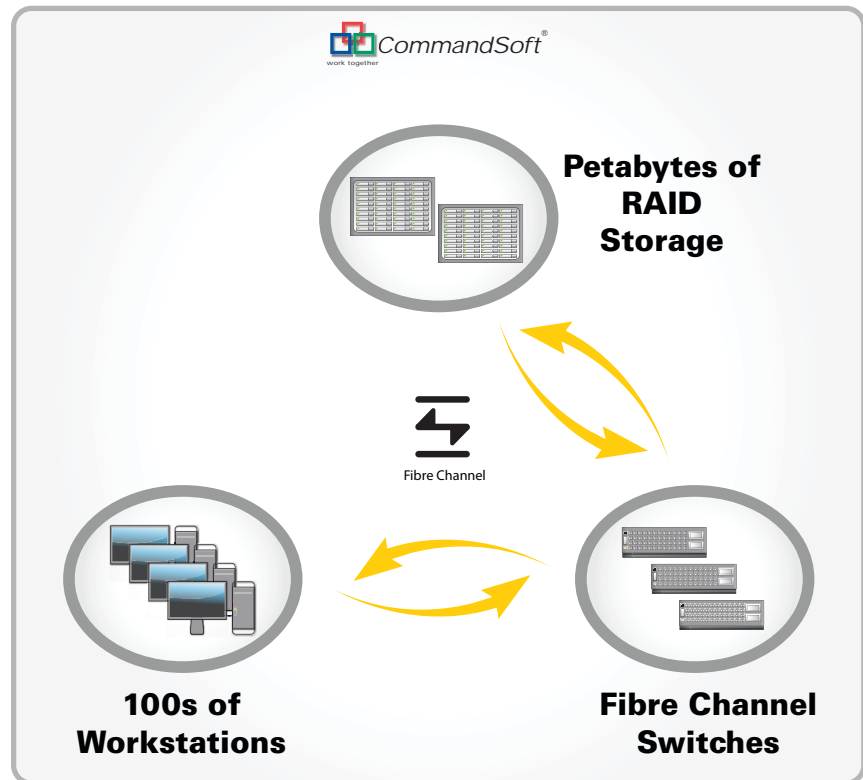 CommandSoft®
work together
Petabytes of
RAID
Storage
Fibre Channel
100s of
Workstations
Fibre Channel
Switches